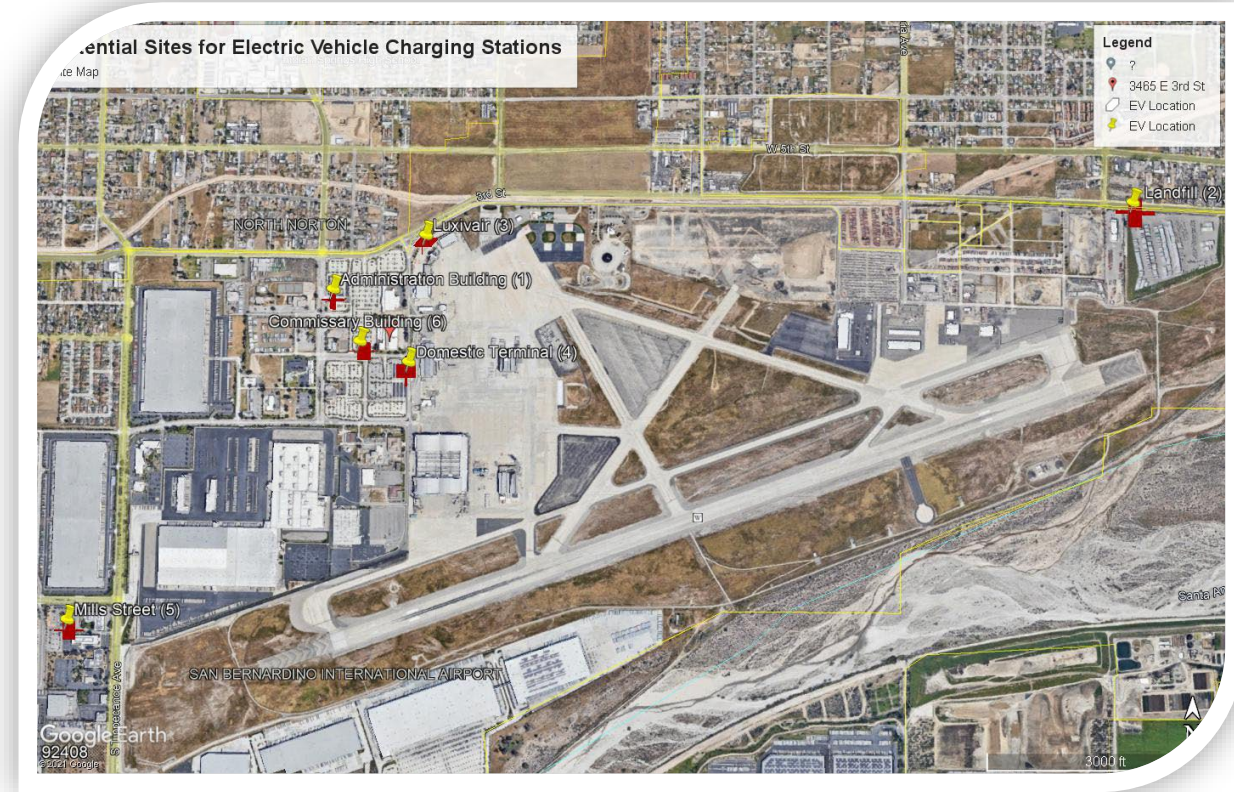 tential Sites for Electric Vehicle Charging Stations
te Map
Legend
?
3465 E 3rd St
EV Location
EV Location
W 5th St
Landfill (2)
3rd St
NORTH NORTON
Luxivair (3)
Administration Building (1)
Commissary Building (6)
Domestic Terminal (4)
Mills Street (5)
Santa
SAN BERNARDINO INTERNATIONAL AIRPORT
Google Earth
92408
© 2021 Google
3000 ft